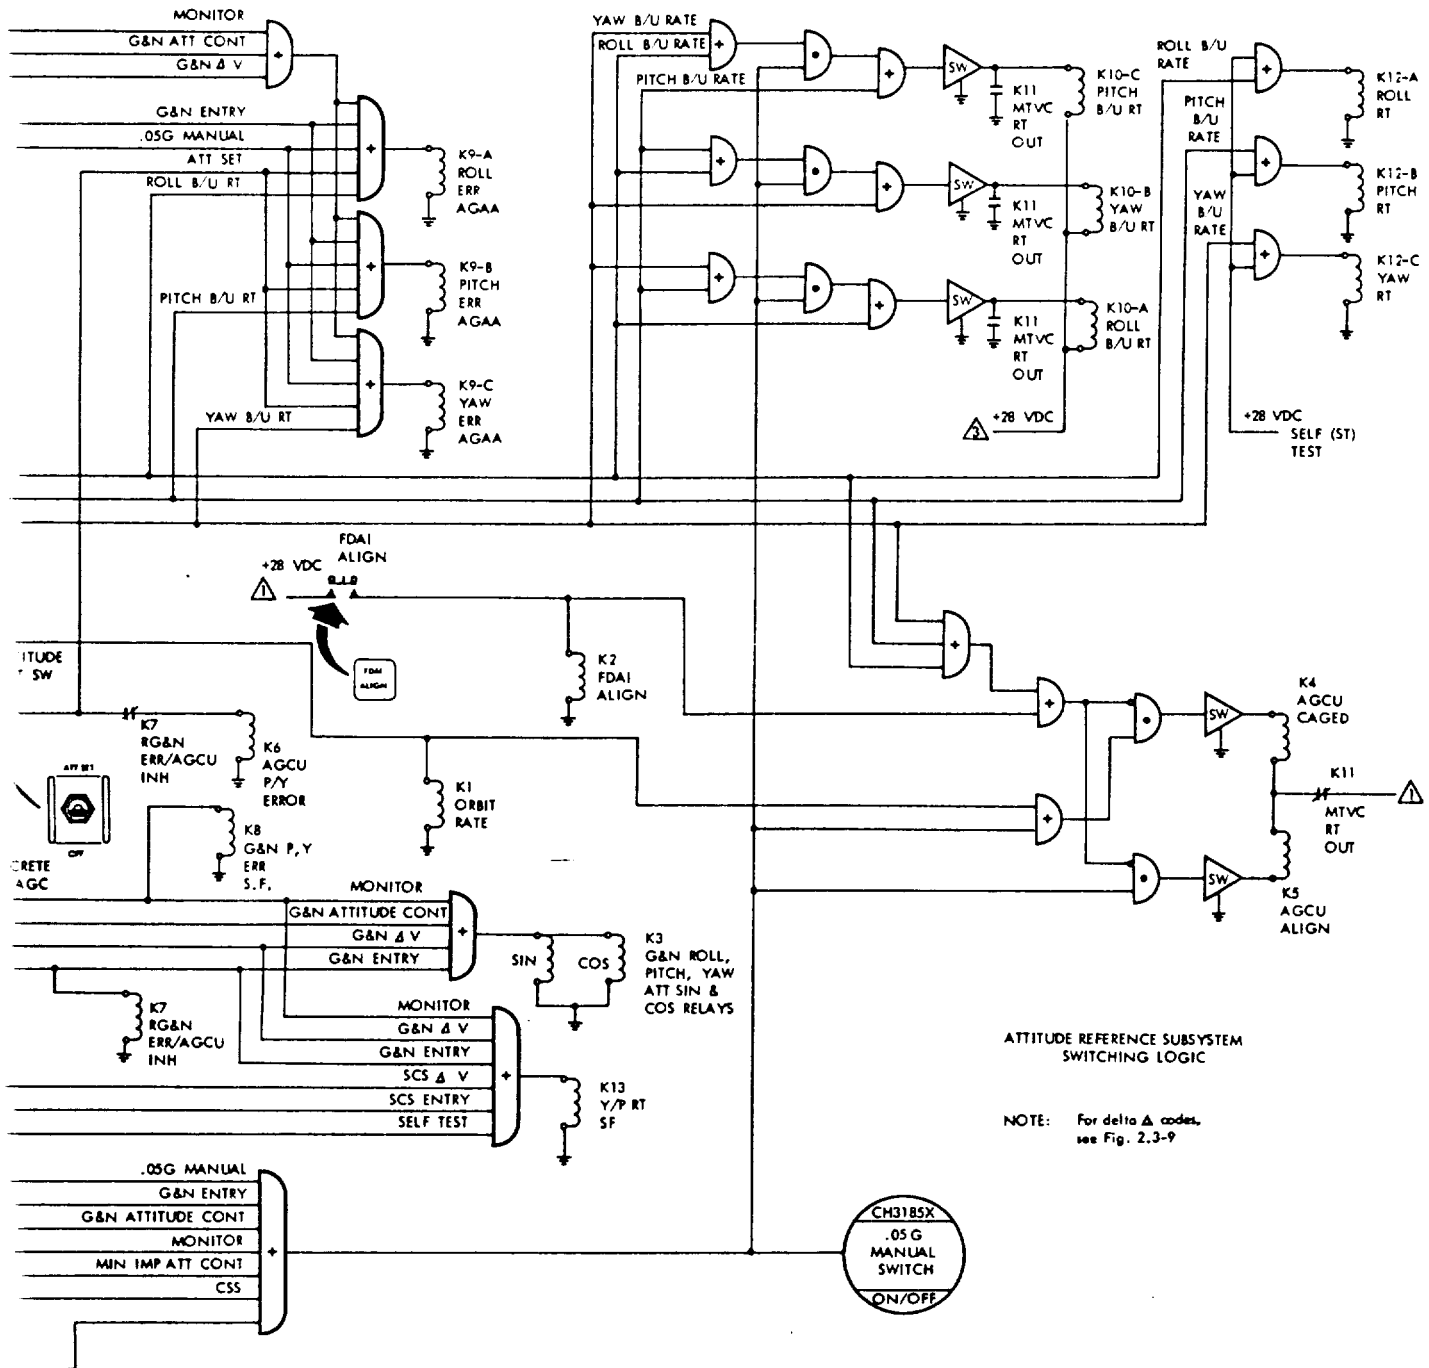 MONITOR
G&N ATT CONT
G&N Δ V
G&N ENTRY
.05G MANUAL
ATT SET
ROLL B/U RT
K9-A
ROLL
ERR
AGAA
K9-B
PITCH
ERR
AGAA
PITCH B/U RT
K9-C
YAW
ERR
AGAA
YAW B/U RT
YAW B/U RATE
ROLL B/U RATE
PITCH B/U RATE
SW
K11
MTVC
RT
OUT
K10-C
PITCH
B/U RT
SW
K11
MTVC
RT
OUT
K10-B
YAW
B/U RT
SW
K11
MTVC
RT
OUT
K10-A
ROLL
B/U RT
3
+28 VDC
ROLL B/U
RATE
PITCH
B/U
RATE
YAW
B/U
RATE
K12-A
ROLL
RT
K12-B
PITCH
RT
K12-C
YAW
RT
+28 VDC
SELF (ST)
TEST
FDAI
ALIGN
+28 VDC
1
FDAI
ALIGN
K2
FDAI
ALIGN
ITUDE
T SW
K7
RG&N
ERR/AGCU
INH
K6
AGCU
P/Y
ERROR
ATT SET
OFF
K1
ORBIT
RATE
K8
G&N P,Y
ERR
S.F.
CRETE
AGC
SW
K4
AGCU
CAGED
K11
MTVC
RT
OUT
1
SW
K5
AGCU
ALIGN
MONITOR
G&N ATTITUDE CONT
G&N Δ V
G&N ENTRY
SIN
COS
K3
G&N ROLL,
PITCH, YAW
ATT SIN &
COS RELAYS
K7
RG&N
ERR/AGCU
INH
MONITOR
G&N Δ V
G&N ENTRY
SCS Δ V
SCS ENTRY
SELF TEST
K13
Y/P RT
SF
ATTITUDE REFERENCE SUBSYSTEM
SWITCHING LOGIC
NOTE: For delta Δ codes,
see Fig. 2.3-9
.05G MANUAL
G&N ENTRY
G&N ATTITUDE CONT
MONITOR
MIN IMP ATT CONT
CSS
CH3185X
.05 G
MANUAL
SWITCH
ON/OFF